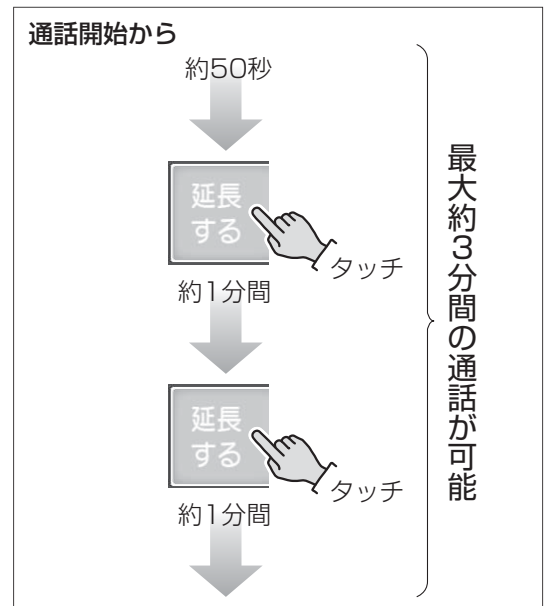 通話開始から
約50秒
延長
する
タッチ
約1分間
延長
する
タッチ
約1分間
最大約3分間の通話が可能